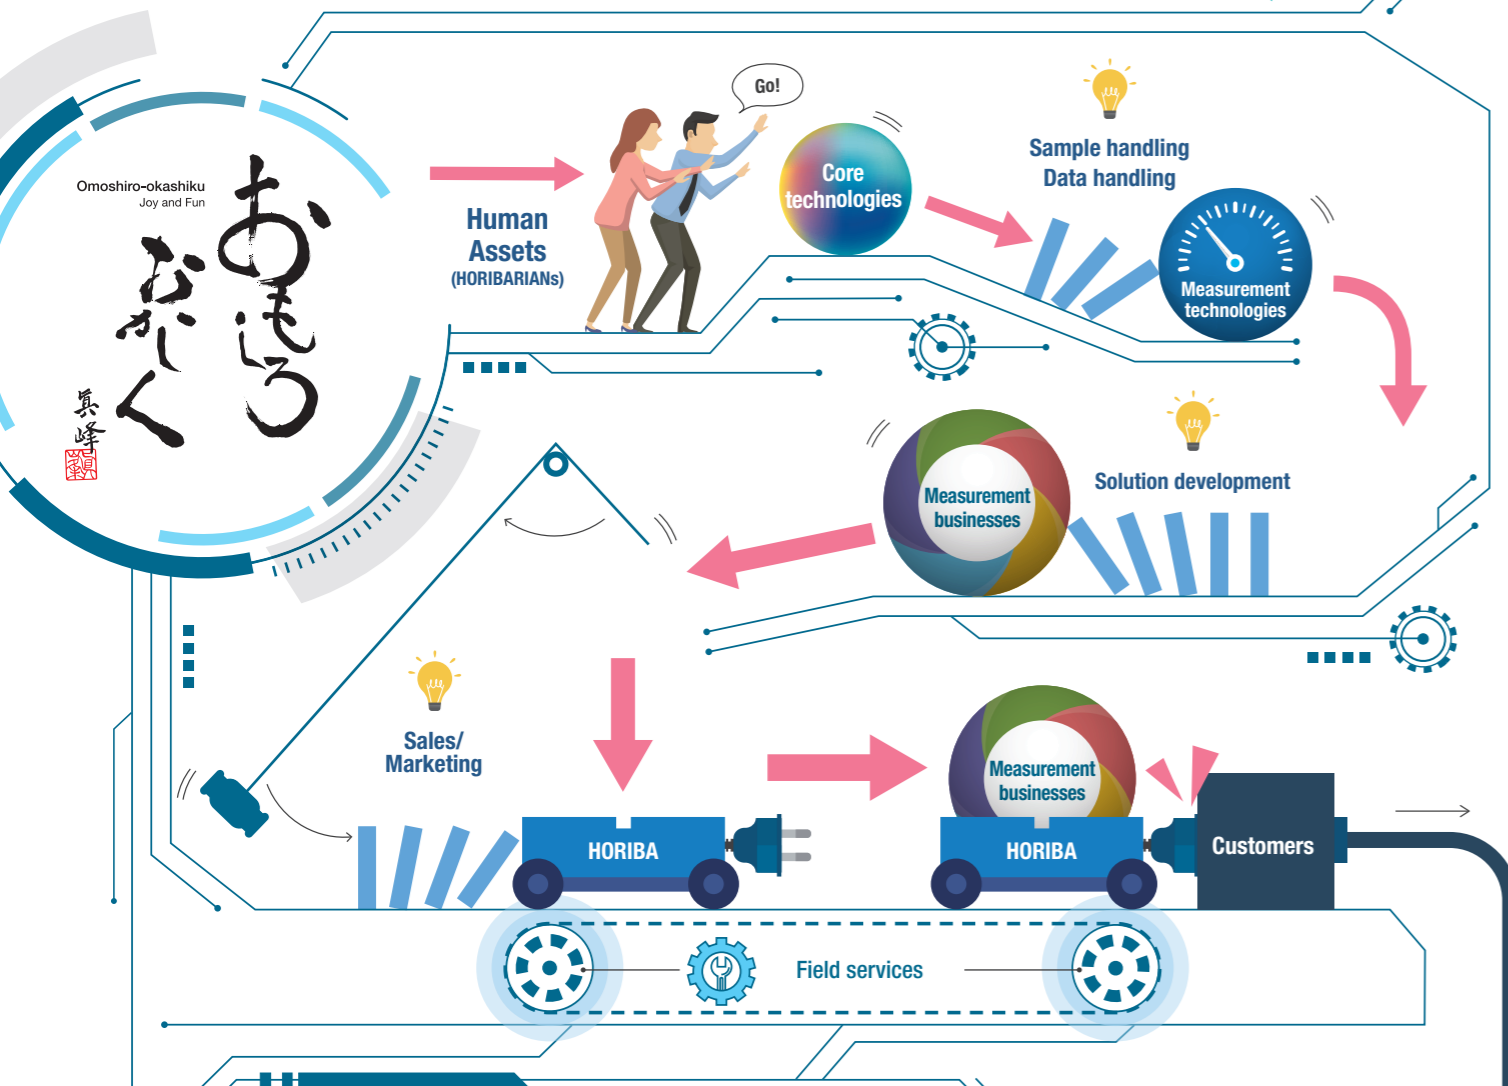 Omoshiro-okashiku
Joy and Fun
おもしろ
おかしく
真峰
Human
Assets
(HORIBARIANs)
Go!
Core
technologies
Sample handling
Data handling
Measurement
technologies
Solution development
Measurement
businesses
Sales/
Marketing
HORIBA
Measurement
businesses
HORIBA
Customers
Field services